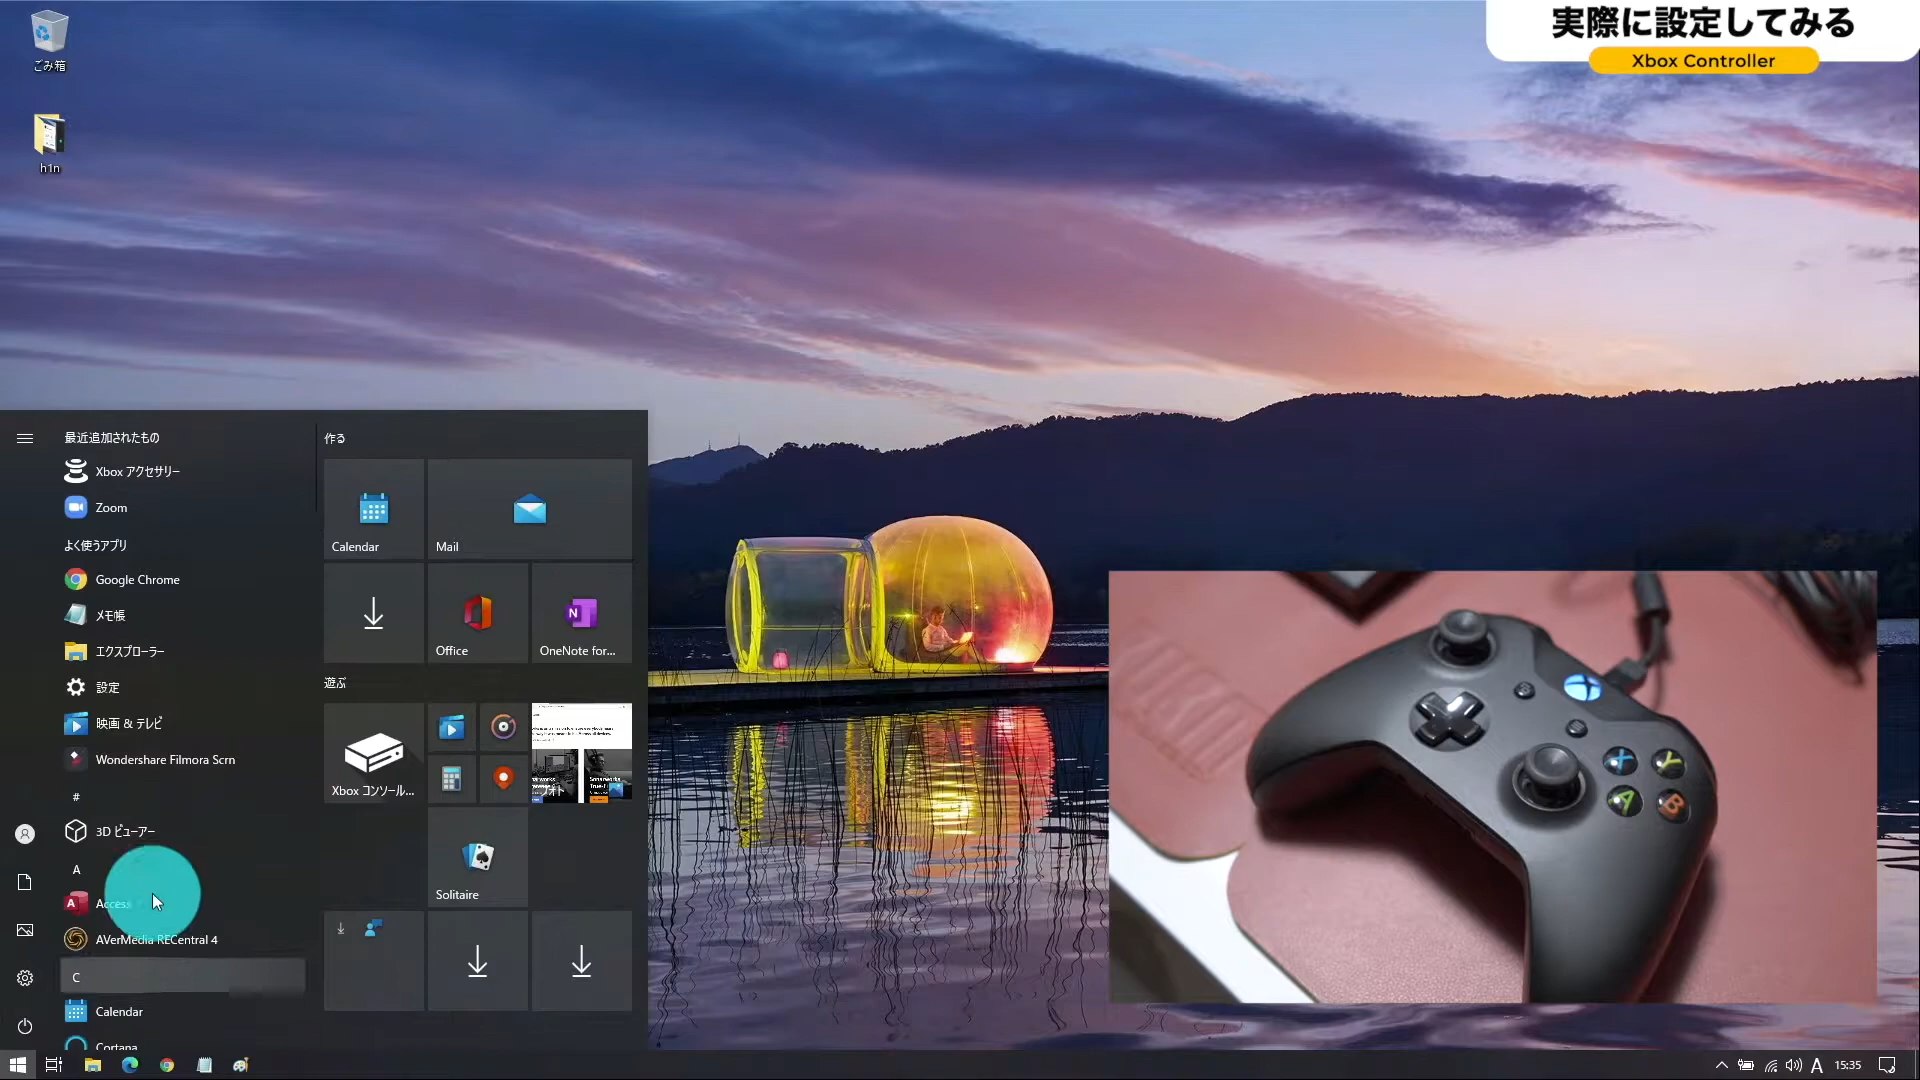 実際に設定してみる
Xbox Controller
ごみ箱
h1n
最近追加されたもの
Xbox アクセサリー
Zoom
よく使うアプリ
Google Chrome
メモ帳
エクスプローラー
設定
映画 & テレビ
Wondershare Filmora Scrn
#
3D ビューアー
A
Access
AVerMedia RECentral 4
C
Calendar
Cortana
作る
Calendar
Mail
Office
OneNote for...
遊ぶ
Xbox コンソール...
フォト
Solitaire
X
Y
A
B
A
15:35